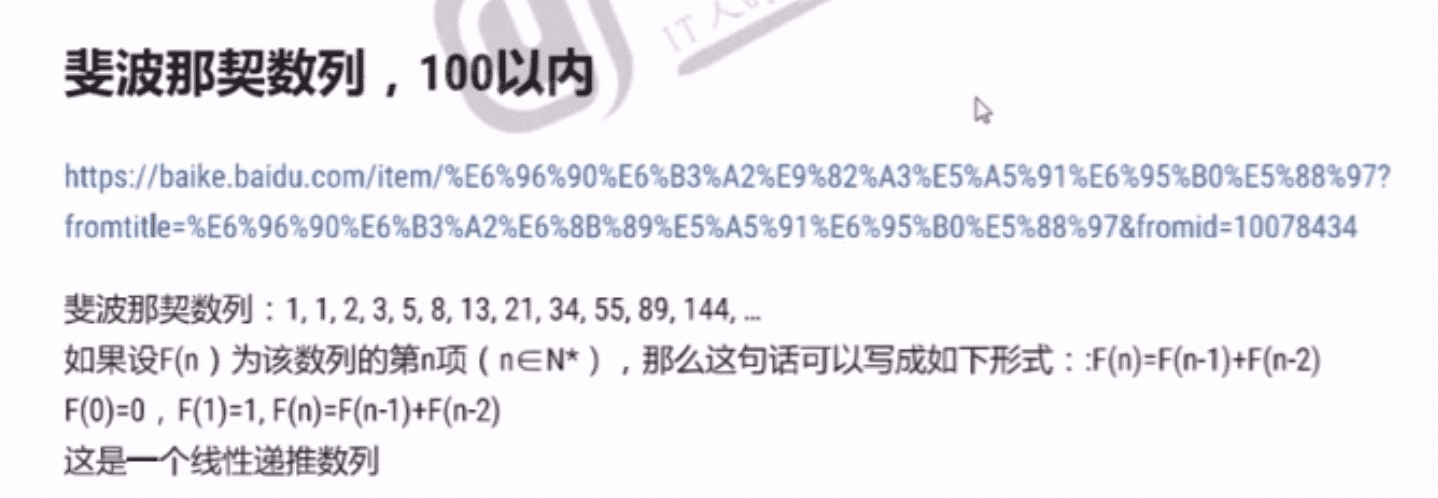 IT人的
斐波那契数列，100以内
https://baike.baidu.com/item/%E6%96%90%E6%B3%A2%E9%82%A3%E5%A5%91%E6%95%B0%E5%88%97?
fromtitle=%E6%96%90%E6%B3%A2%E6%8B%89%E5%A5%91%E6%95%B0%E5%88%97&fromid=10078434
斐波那契数列：1, 1, 2, 3, 5, 8, 13, 21, 34, 55, 89, 144, ...
如果设F(n）为该数列的第n项（n∈N*），那么这句话可以写成如下形式：:F(n)=F(n-1)+F(n-2)
F(0)=0，F(1)=1, F(n)=F(n-1)+F(n-2)
这是一个线性递推数列